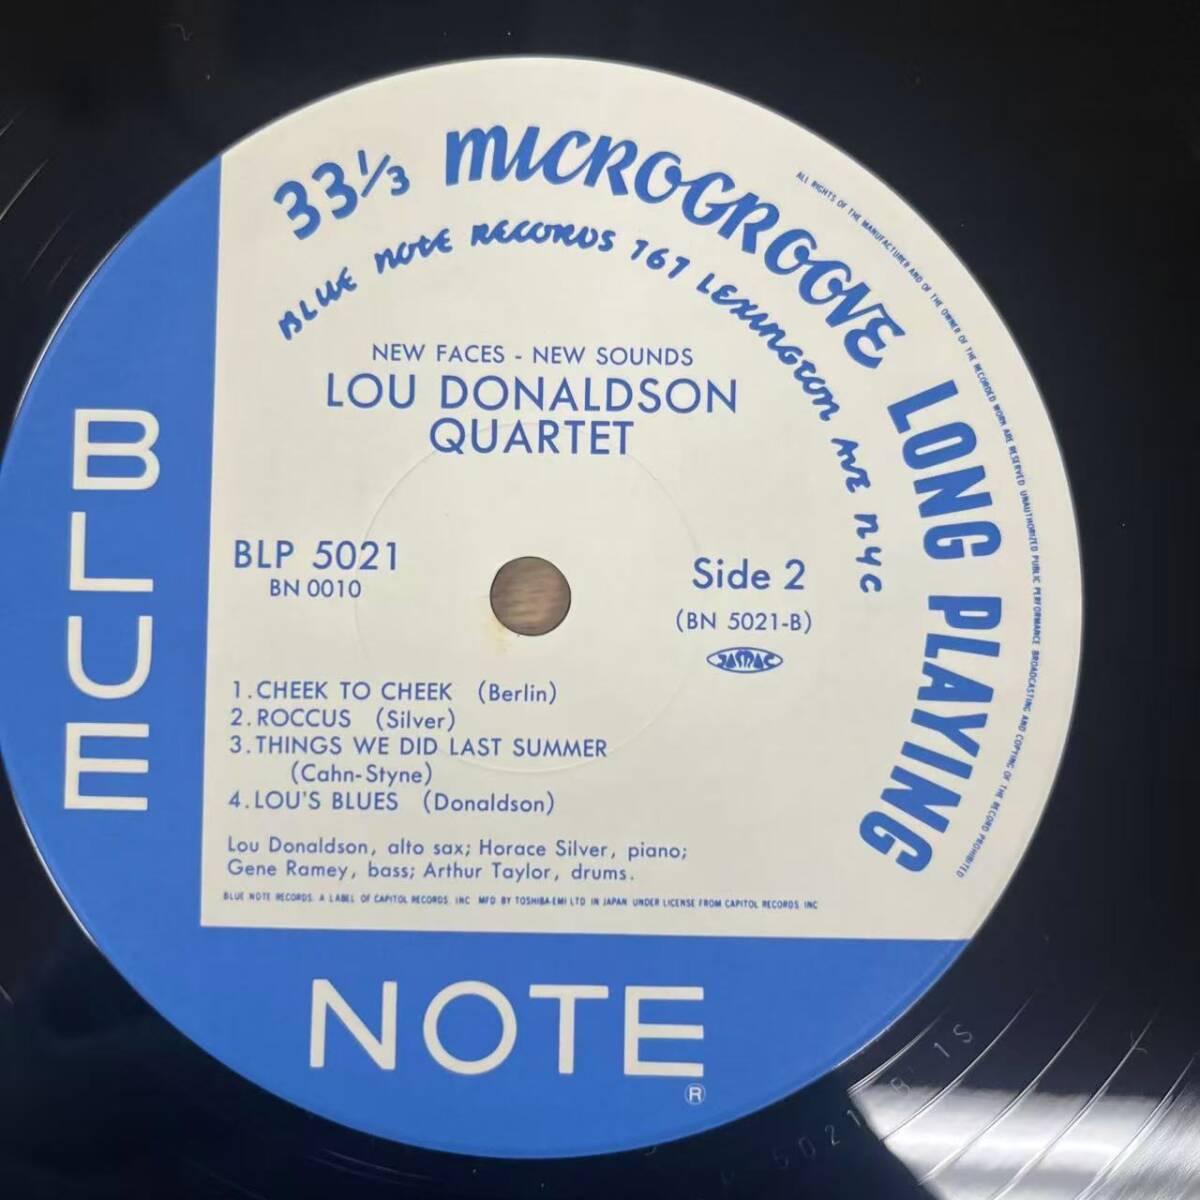 33⅓ MICROGROOVE LONG PLAYING
BLUE NOTE RECORDS 767 LEXINGTON AVE NYC
ALL RIGHTS OF THE MANUFACTURER AND OF THE OWNER OF THE RECORDED WORK ARE RESERVED UNAUTHORIZED PUBLIC PERFORMANCE BROADCASTING AND COPYING OF THE RECORD PROHIBITED
NEW FACES - NEW SOUNDS
LOU DONALDSON
QUARTET
BLP 5021
BN 0010
Side 2
(BN 5021-B)
JASRAC
1. CHEEK TO CHEEK (Berlin)
2. ROCCUS (Silver)
3. THINGS WE DID LAST SUMMER
(Cahn-Styne)
4. LOU'S BLUES (Donaldson)
Lou Donaldson, alto sax; Horace Silver, piano;
Gene Ramey, bass; Arthur Taylor, drums.
BLUE NOTE RECORDS. A LABEL OF CAPITOL RECORDS, INC MFD BY TOSHIBA-EMI LTD IN JAPAN UNDER LICENSE FROM CAPITOL RECORDS INC
BLUE
NOTE
®
5021 B 1S